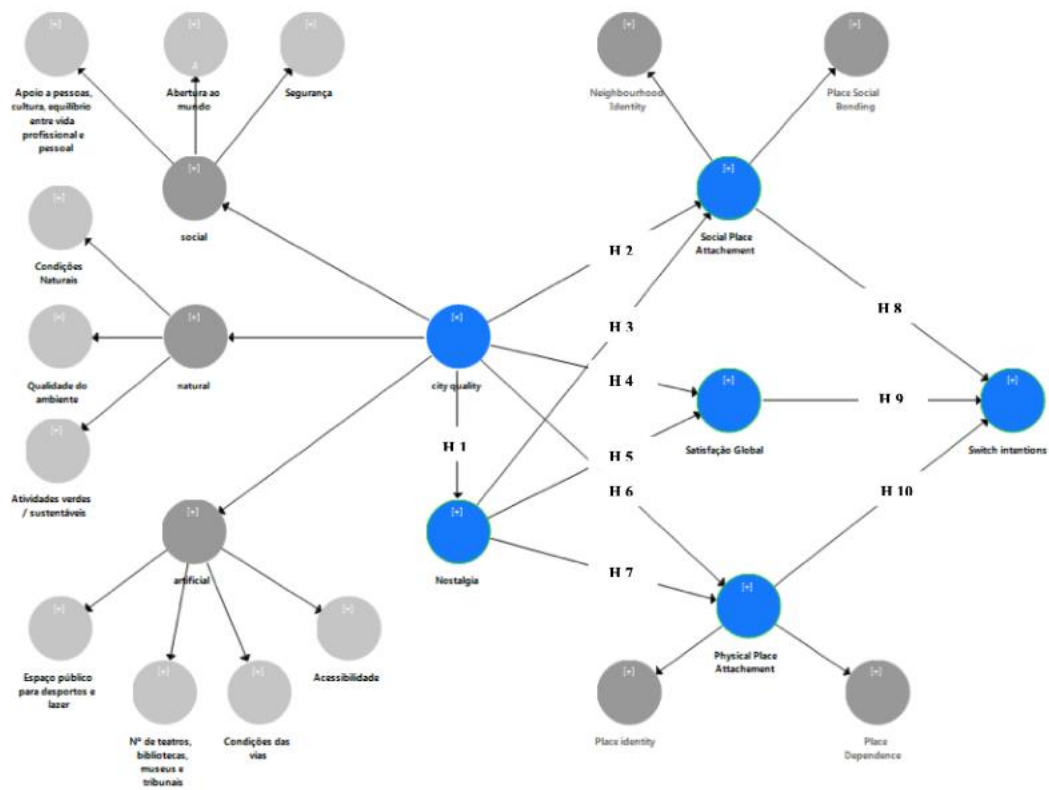 [+]
[+]
[+]
[+]
[+]
Apoio a pessoas,
cultura, equilíbrio
entre vida
profissional e
pessoal
Abertura ao
mundo
Segurança
Neighbourhood
Identity
Place Social
Bonding
[+]
social
[+]
Social Place
Attachement
[+]
Condições
Naturais
H 2
H 3
H 8
[+]
Qualidade do
ambiente
[+]
natural
[+]
city quality
H 4
[+]
Satisfação Global
H 9
[+]
Switch intentions
[+]
Atividades verdes
/ sustentáveis
H 1
H 5
H 6
H 10
[+]
artificial
[+]
Nostalgia
H 7
[+]
Physical Place
Attachement
[+]
Espaço público
para desportos e
lazer
[+]
Nº de teatros,
bibliotecas,
museus e
tribunais
[+]
Condições das
vias
[+]
Acessibilidade
[+]
Place identity
[+]
Place
Dependence